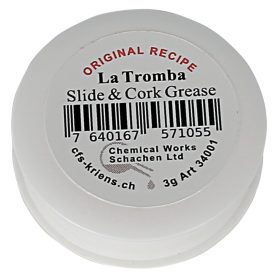 ORIGINAL RECIPE
La Tromba
Slide & Cork Grease
7 640167 571055
Chemical Works
Schachen Ltd
cfs-kriens.ch
3g Art 34001